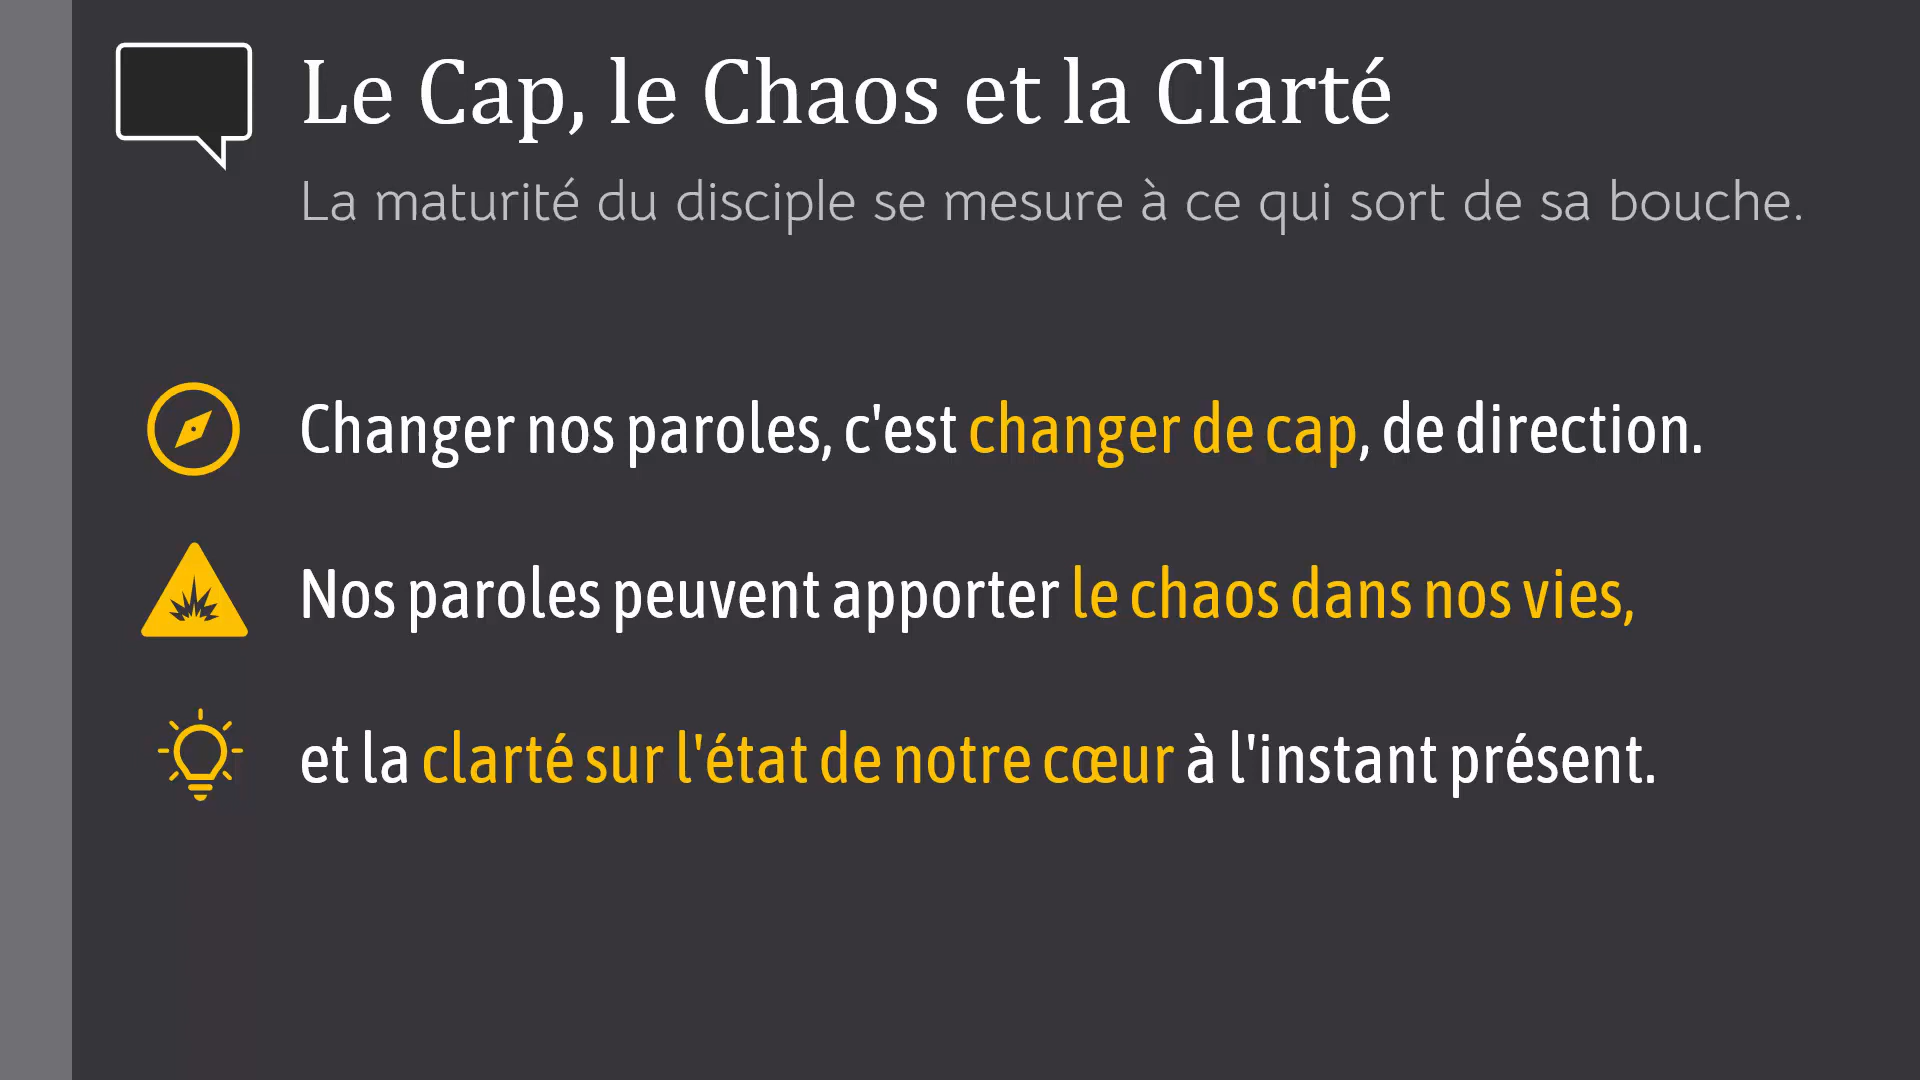 Le Cap, le Chaos et la Clarté
La maturité du disciple se mesure à ce qui sort de sa bouche.
Changer nos paroles, c'est changer de cap, de direction.
Nos paroles peuvent apporter le chaos dans nos vies,
et la clarté sur l'état de notre cœur à l'instant présent.